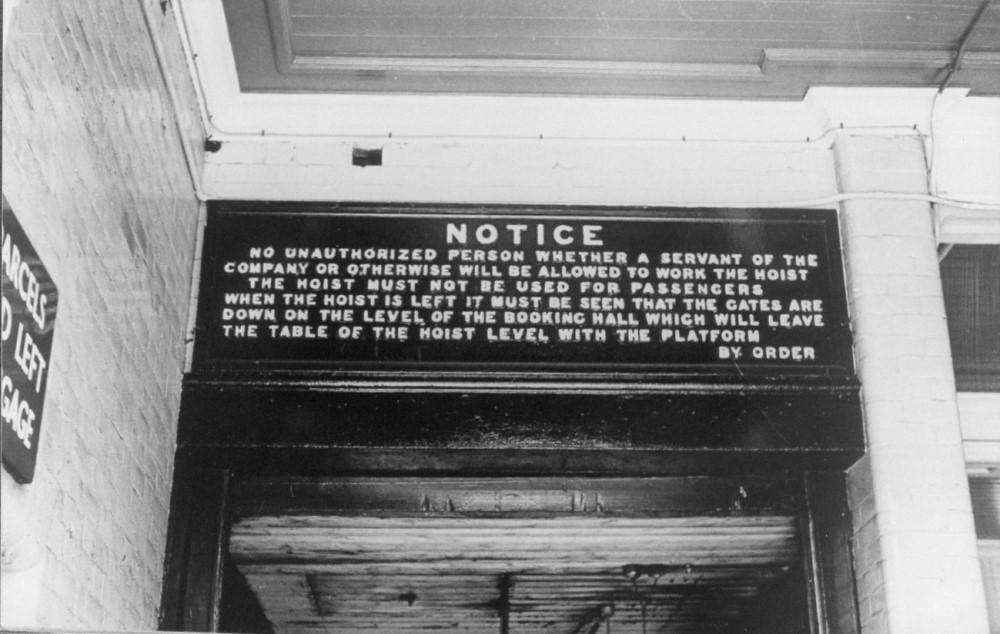 NOTICE
NO UNAUTHORIZED PERSON WHETHER A SERVANT OF THE
COMPANY OR OTHERWISE WILL BE ALLOWED TO WORK THE HOIST
THE HOIST MUST NOT BE USED FOR PASSENGERS
WHEN THE HOIST IS LEFT IT MUST BE SEEN THAT THE GATES ARE
DOWN ON THE LEVEL OF THE BOOKING HALL WHICH WILL LEAVE
THE TABLE OF THE HOIST LEVEL WITH THE PLATFORM
BY ORDER
ARCELS
D LEFT
GAGE